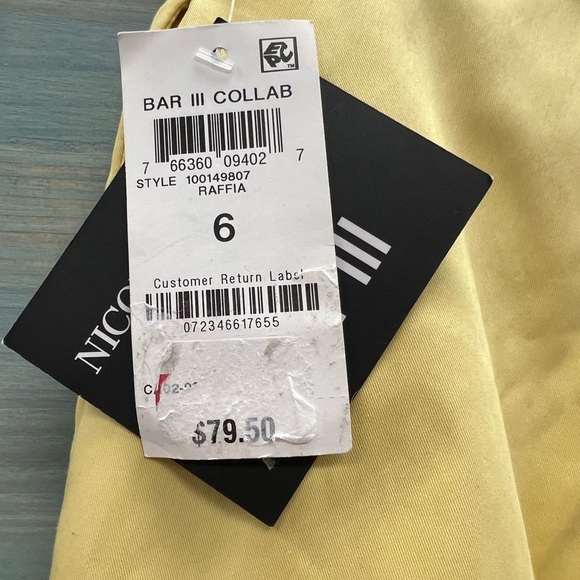 EPC™
BAR III COLLAB
7 66360 09402 7
STYLE 100149807
RAFFIA
6
Customer Return Label
072346617655
$79.50
NICO
III